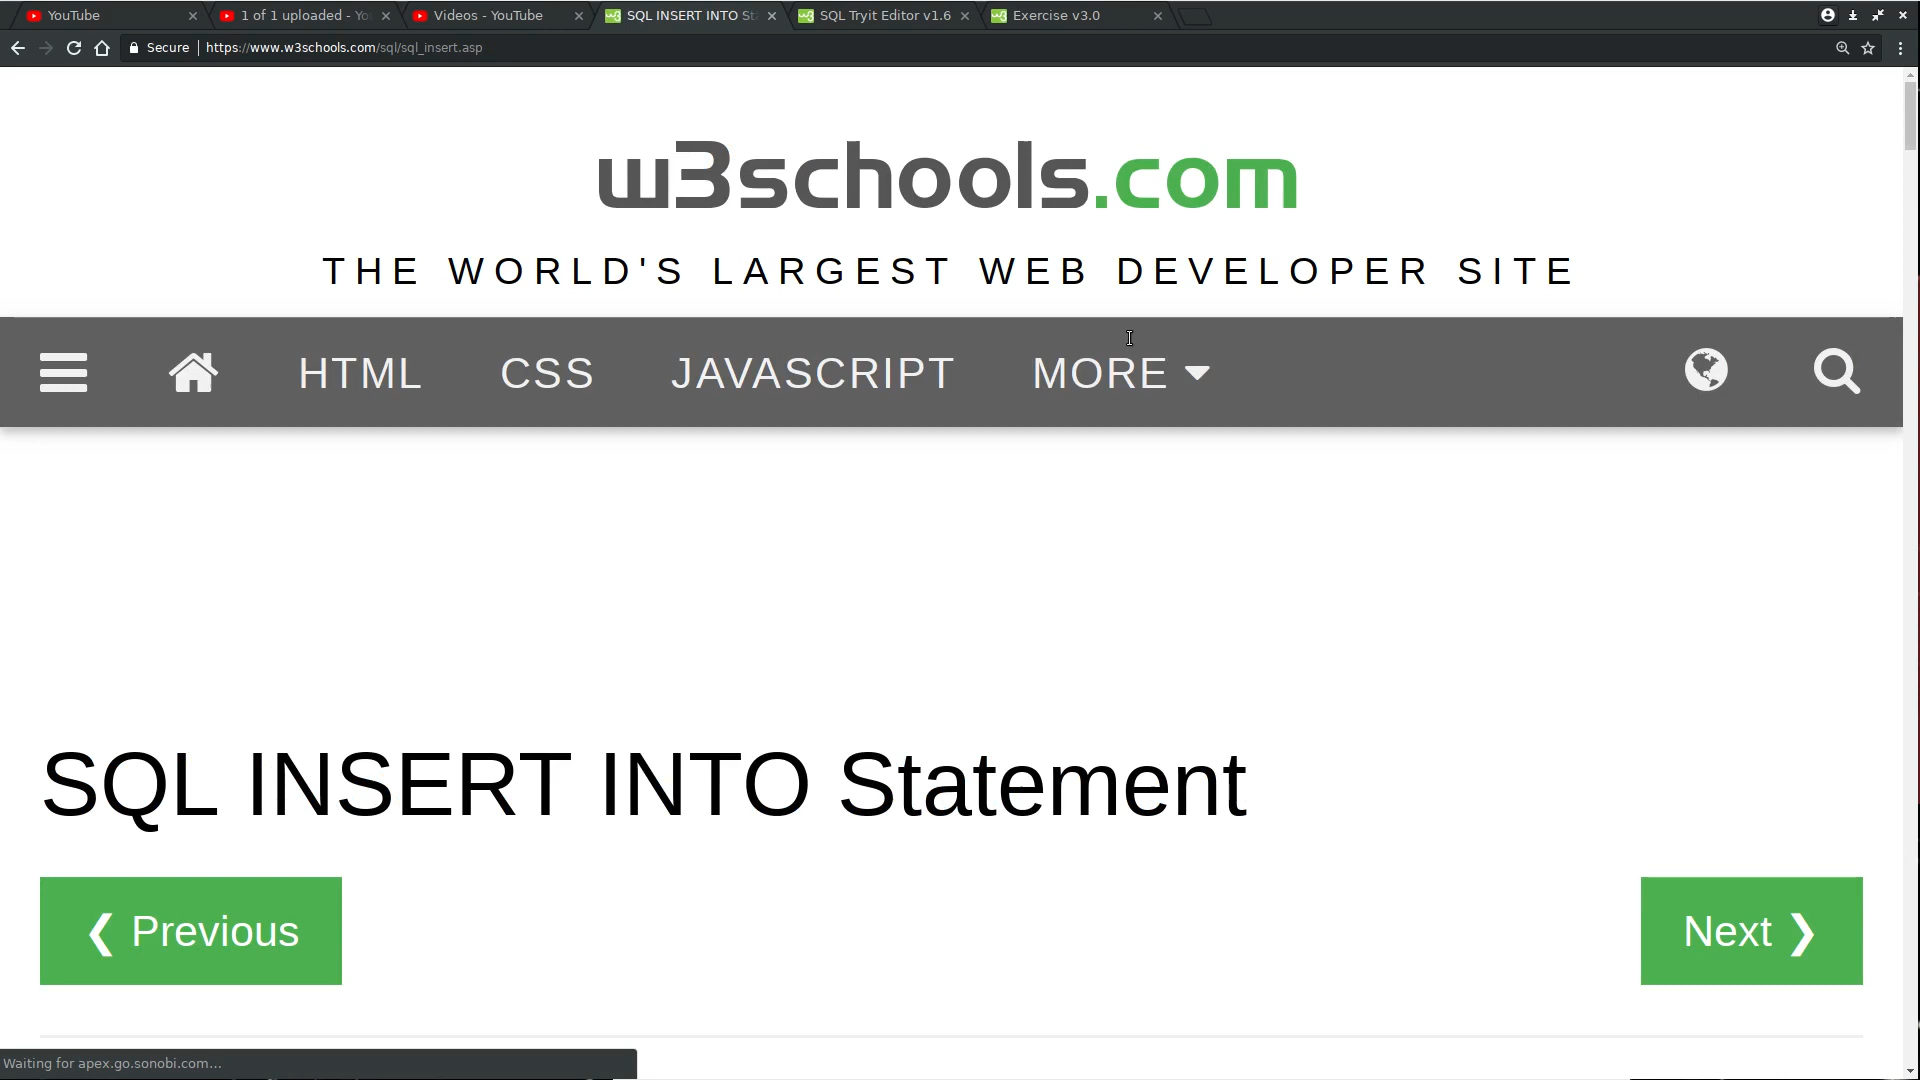 YouTube
1 of 1 uploaded - Yo
Videos - YouTube
SQL INSERT INTO St
SQL Tryit Editor v1.6
Exercise v3.0
Secure
https://www.w3schools.com/sql/sql_insert.asp
w3schools.com
THE WORLD'S LARGEST WEB DEVELOPER SITE
HTML
CSS
JAVASCRIPT
MORE
SQL INSERT INTO Statement
❮ Previous
Next ❯
Waiting for apex.go.sonobi.com...